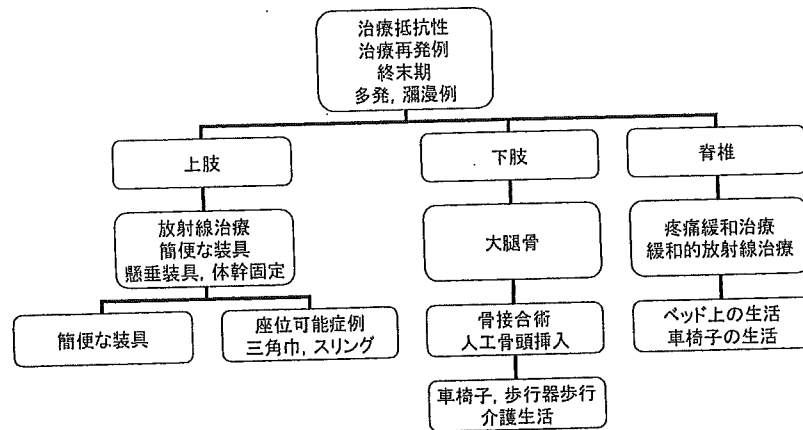 治療抵抗性
治療再発例
終末期
多発, 瀰漫例
上肢
下肢
脊椎
放射線治療
簡便な装具
懸垂装具, 体幹固定
大腿骨
疼痛緩和治療
緩和的放射線治療
簡便な装具
座位可能症例
三角巾, スリング
骨接合術
人工骨頭挿入
ベッド上の生活
車椅子の生活
車椅子, 歩行器歩行
介護生活